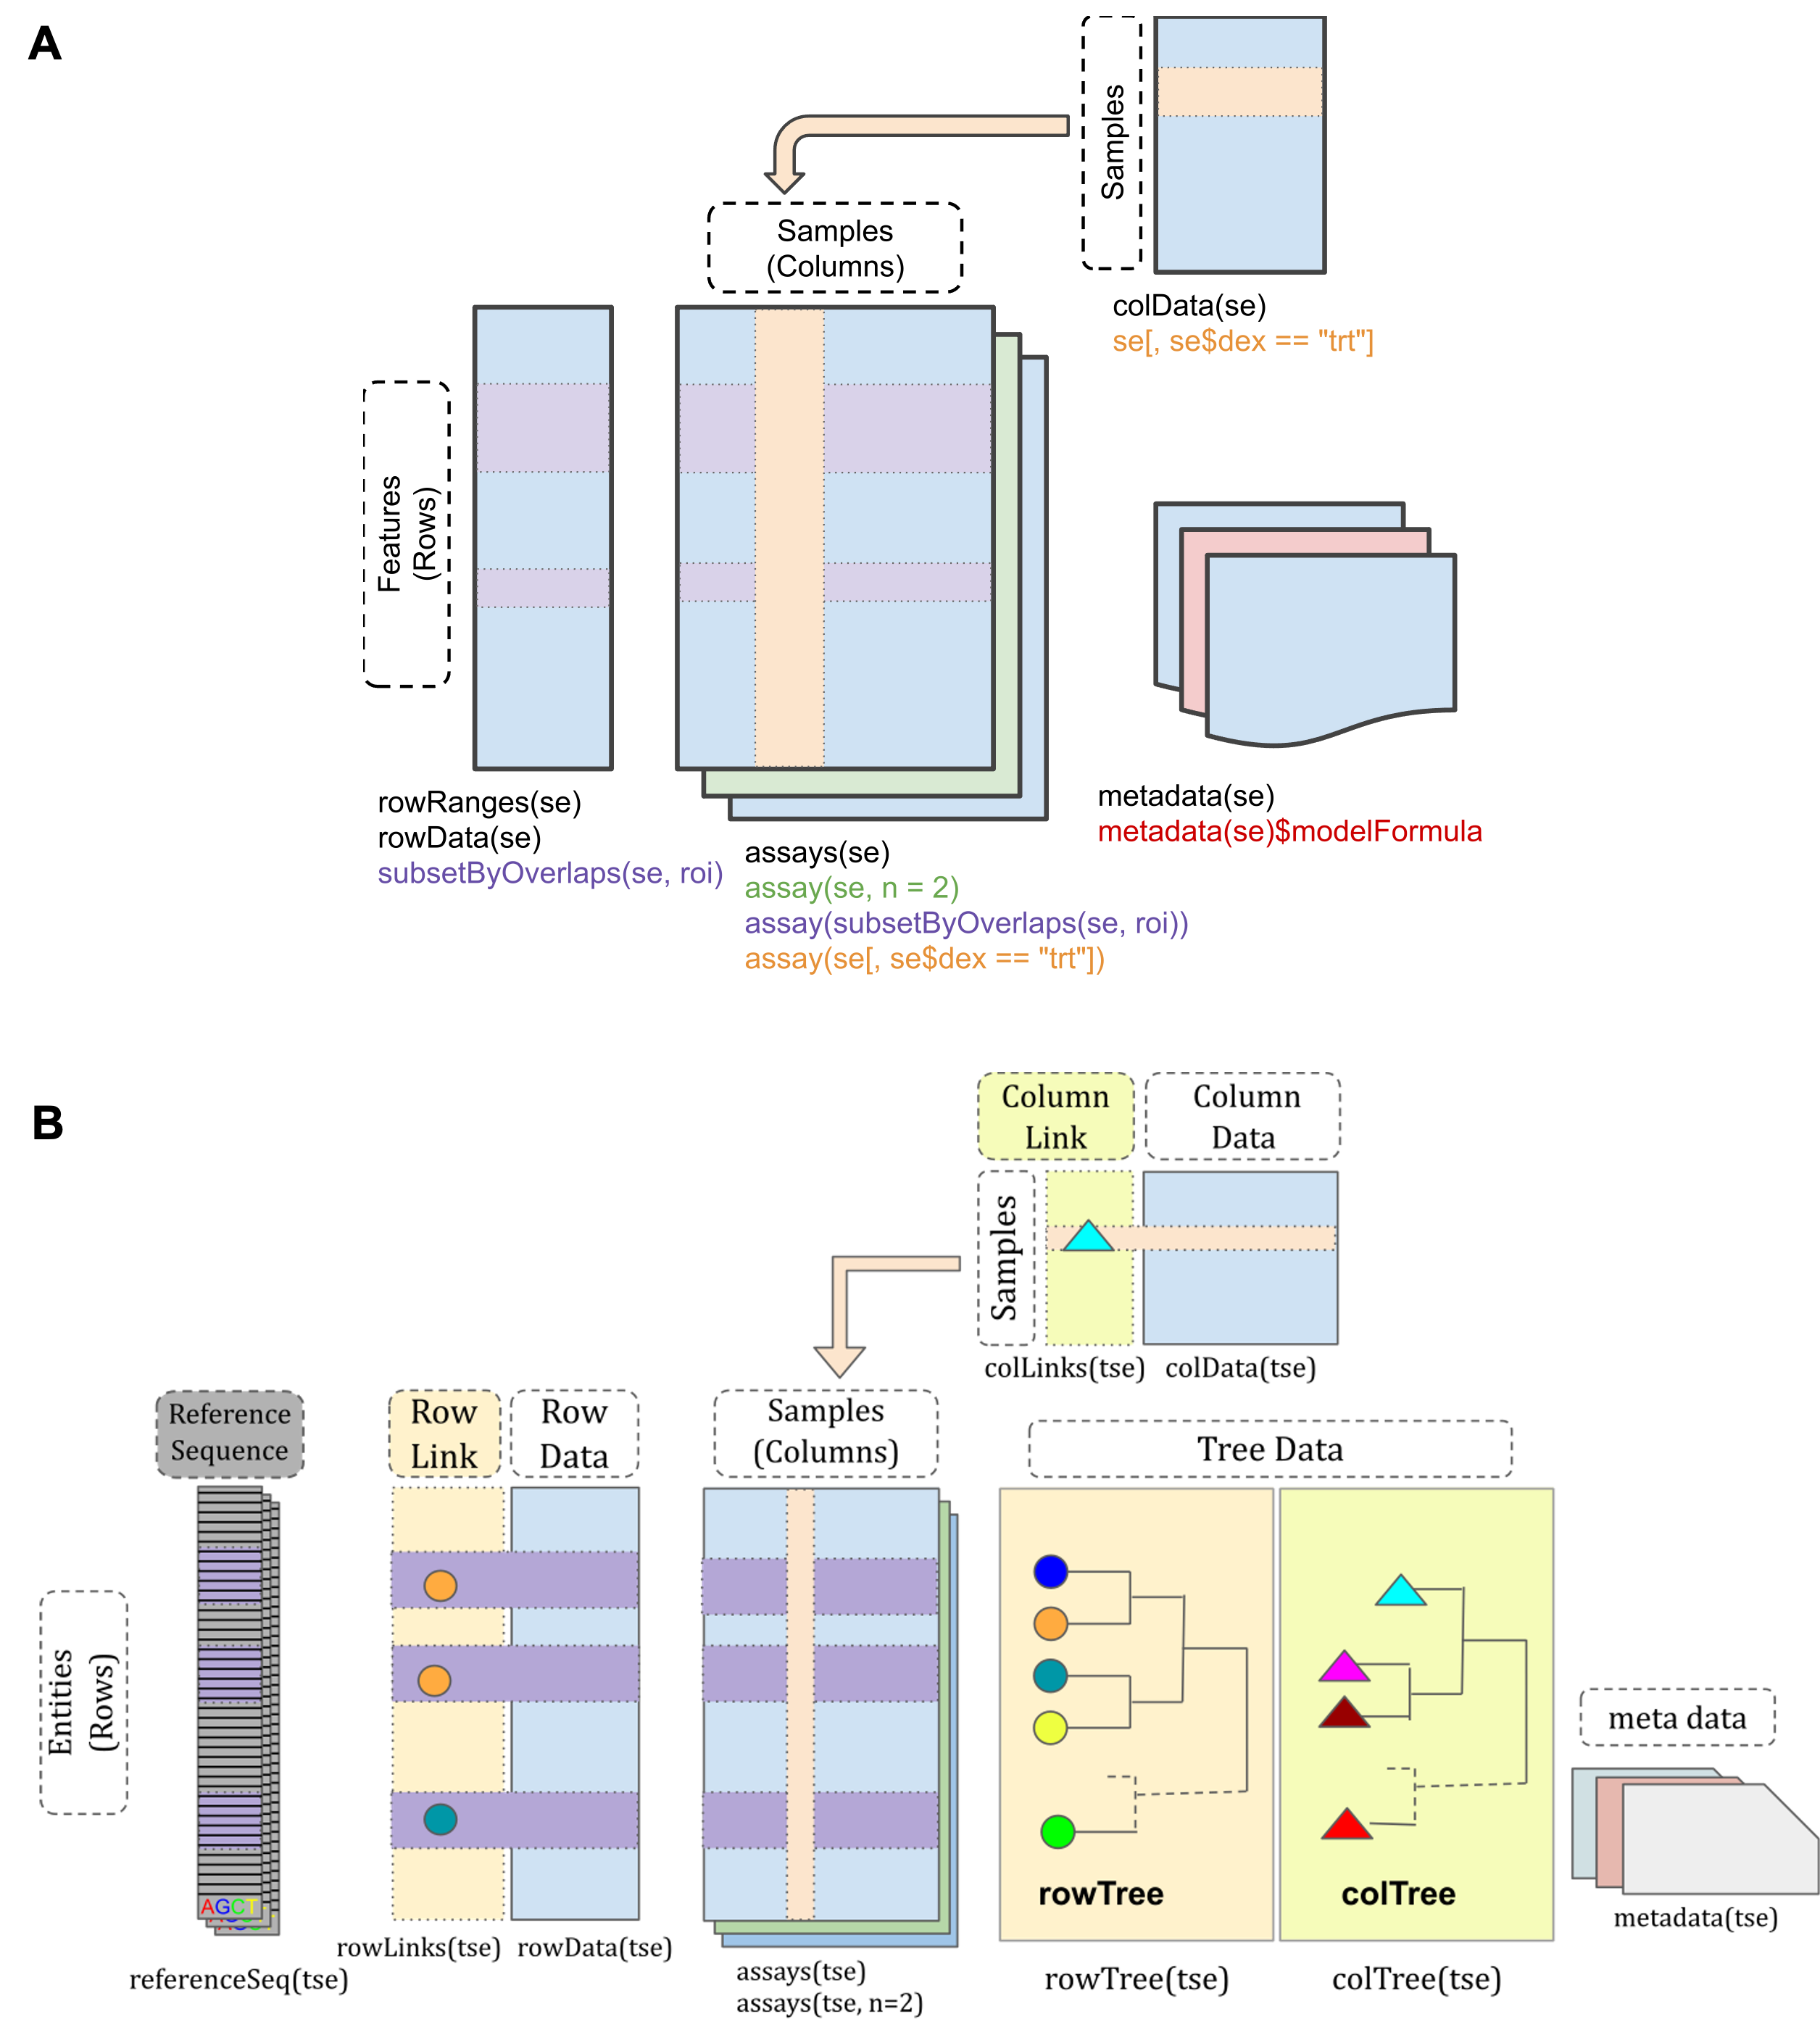 A
Samples
Samples
(Columns)
colData(se)
se[, se$dex == "trt"]
Features
(Rows)
rowRanges(se)
rowData(se)
subsetByOverlaps(se, roi)
assays(se)
assay(se, n = 2)
assay(subsetByOverlaps(se, roi))
assay(se[, se$dex == "trt"])
metadata(se)
metadata(se)$modelFormula
B
Column
Link
Column
Data
Samples
colLinks(tse)
colData(tse)
Reference
Sequence
Row
Link
Row
Data
Samples
(Columns)
Tree Data
Entities
(Rows)
AGCT
meta data
rowTree
colTree
metadata(tse)
rowLinks(tse)
rowData(tse)
referenceSeq(tse)
assays(tse)
assays(tse, n=2)
rowTree(tse)
colTree(tse)